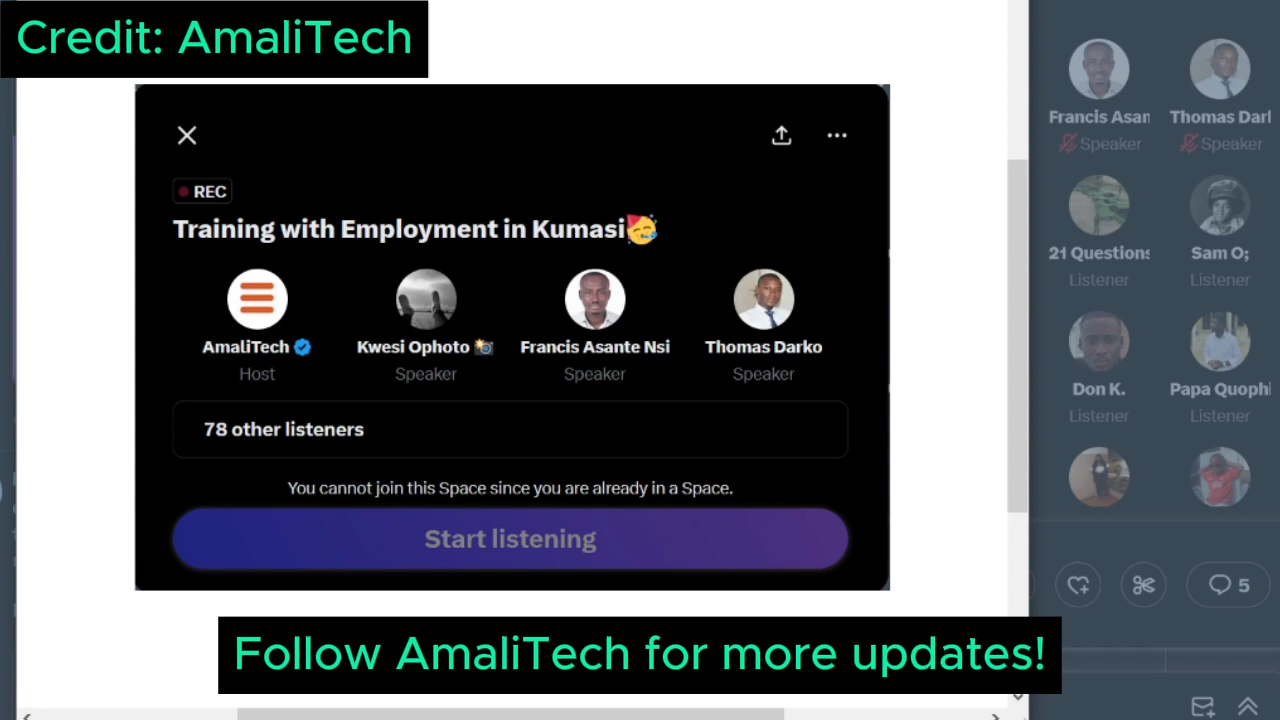 Credit: AmaliTech
REC
Training with Employment in Kumasi🥳
AmaliTech
Host
Kwesi Ophoto 📸
Speaker
Francis Asante Nsi
Speaker
Thomas Darko
Speaker
78 other listeners
You cannot join this Space since you are already in a Space.
Start listening
Francis Asan
Speaker
Thomas Darl
Speaker
21 Questions
Listener
Sam O;
Listener
Don K.
Listener
Papa Quophi
Listener
5
Follow AmaliTech for more updates!